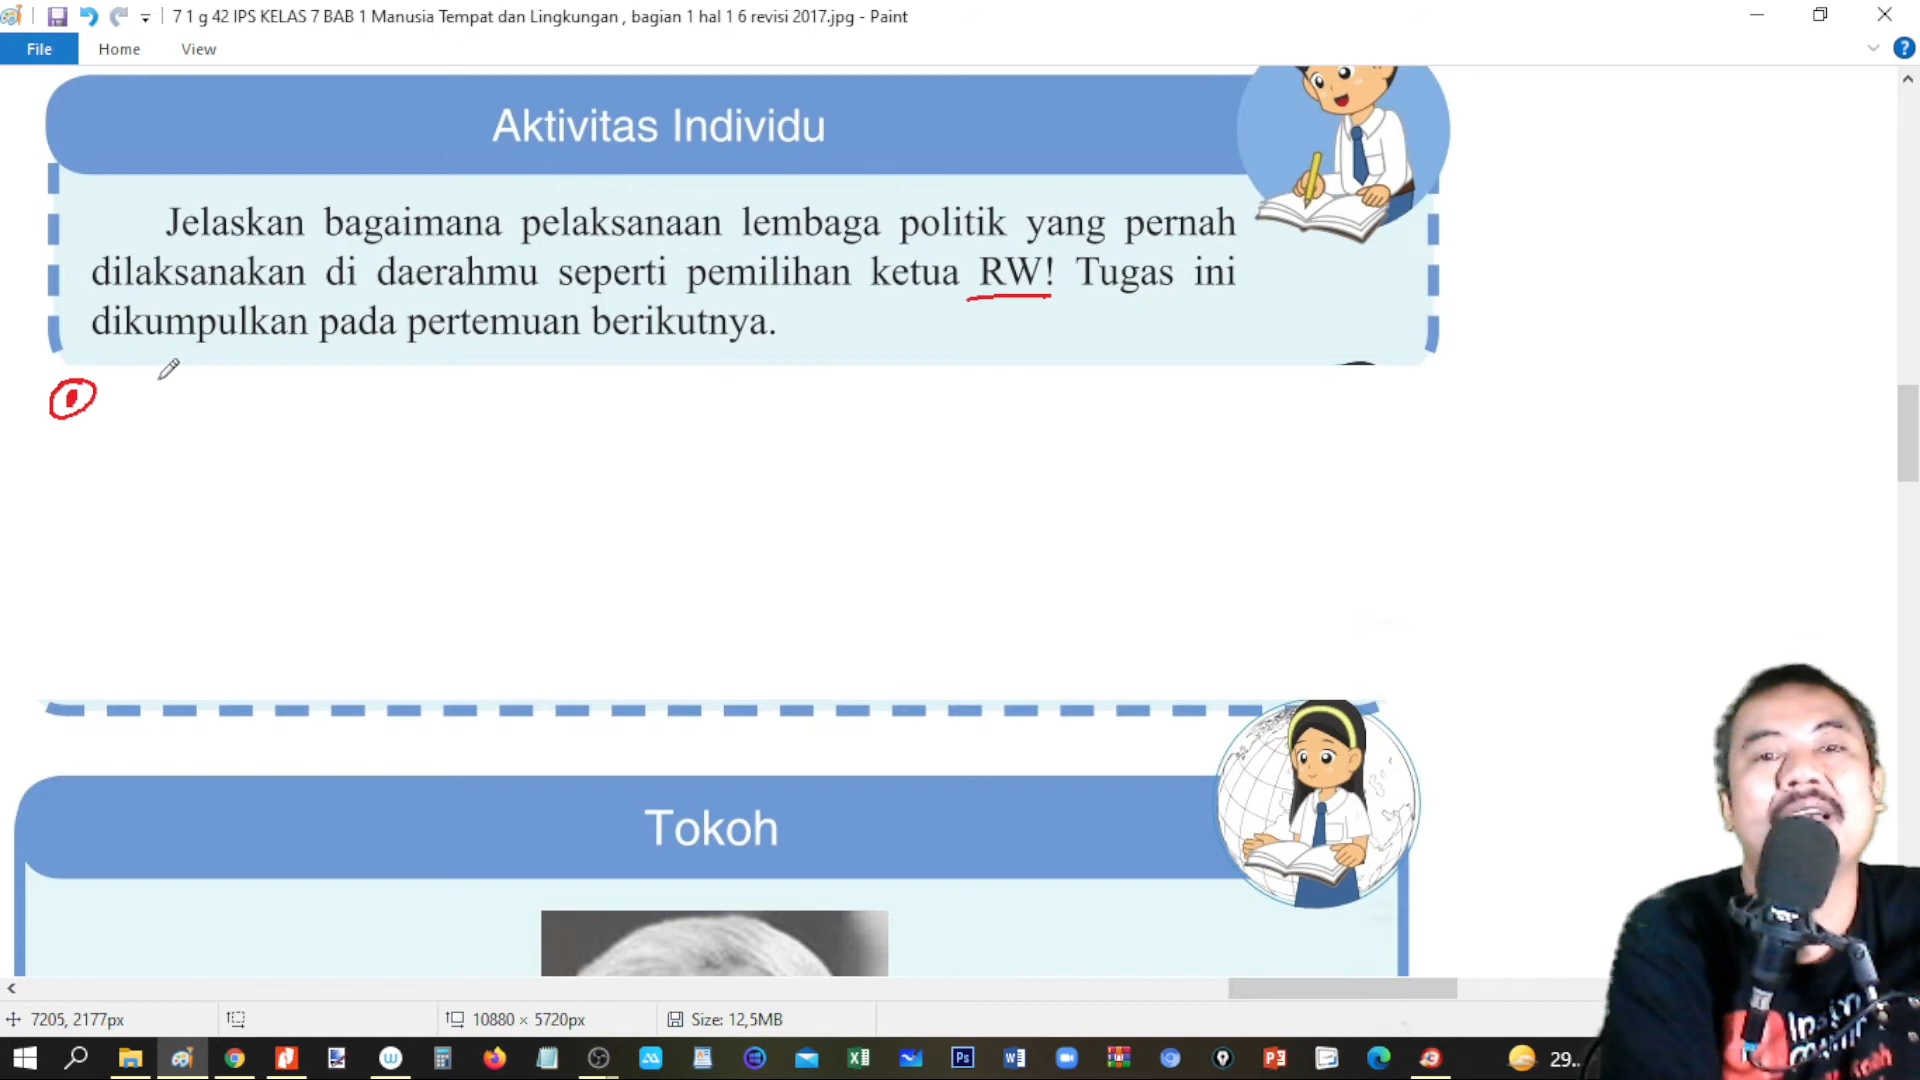 7 1 g 42 IPS KELAS 7 BAB 1 Manusia Tempat dan Lingkungan , bagian 1 hal 1 6 revisi 2017.jpg - Paint
File Home View
Aktivitas Individu
Jelaskan bagaimana pelaksanaan lembaga politik yang pernah
dilaksanakan di daerahmu seperti pemilihan ketua RW! Tugas ini
dikumpulkan pada pertemuan berikutnya.
Tokoh
7205, 2177px
10880 × 5720px
Size: 12,5MB
29..